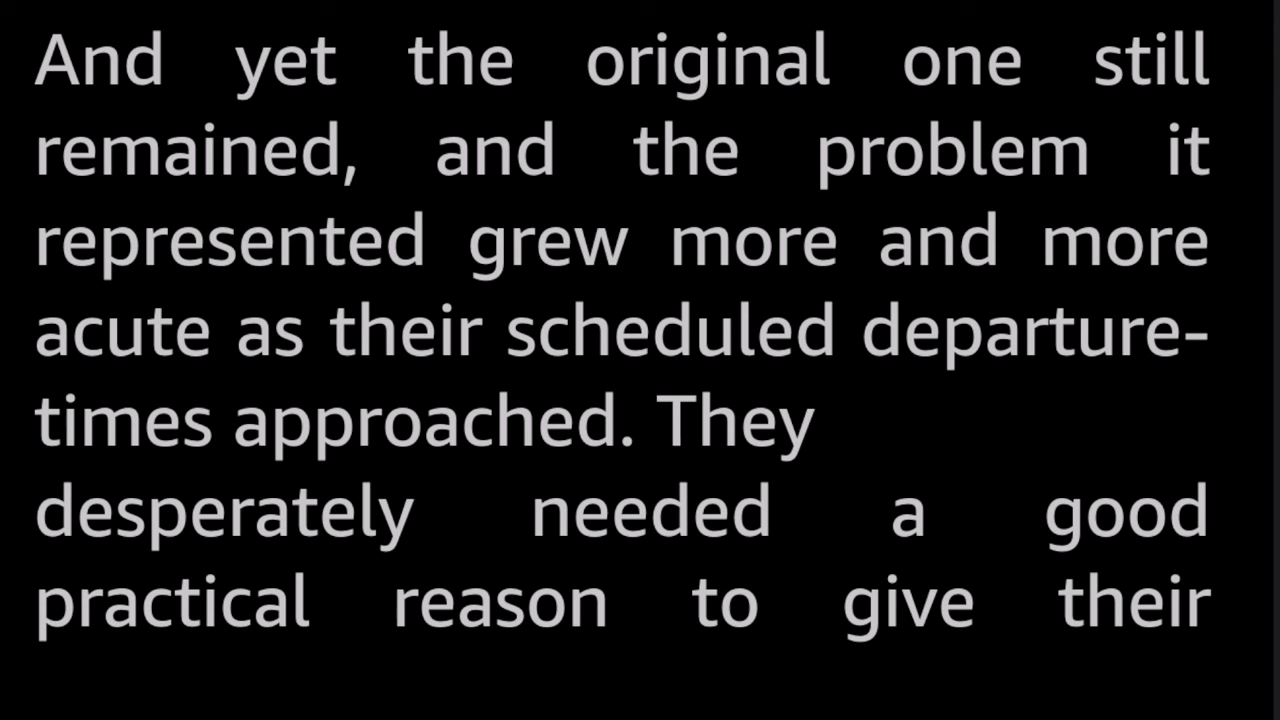 And yet the original one still
remained, and the problem it
represented grew more and more
acute as their scheduled departure-
times approached. They
desperately needed a good
practical reason to give their